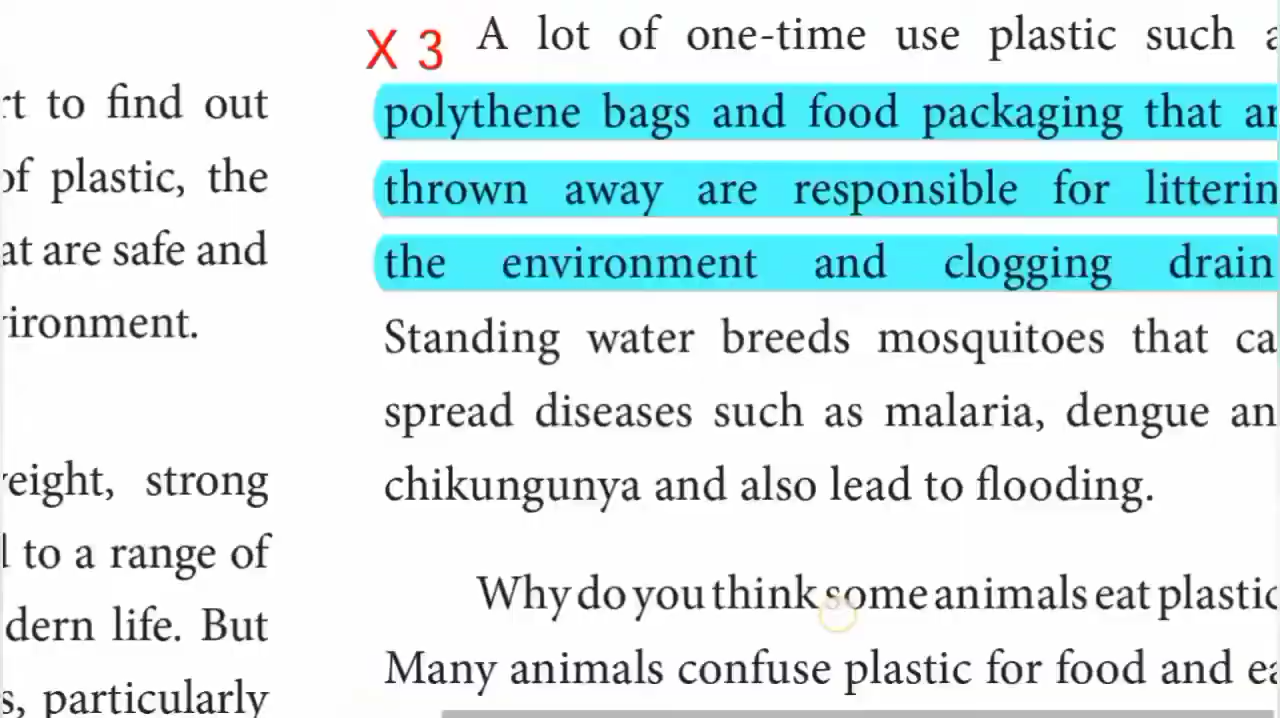 rt to find out
of plastic, the
at are safe and
ironment.
eight, strong
to a range of
dern life. But
s, particularly
X 3
A lot of one-time use plastic such
polythene bags and food packaging that
thrown away are responsible for litterin
the environment and clogging drain
Standing water breeds mosquitoes that ca
spread diseases such as malaria, dengue an
chikungunya and also lead to flooding.
Why do you think some animals eat plastic
Many animals confuse plastic for food and ea